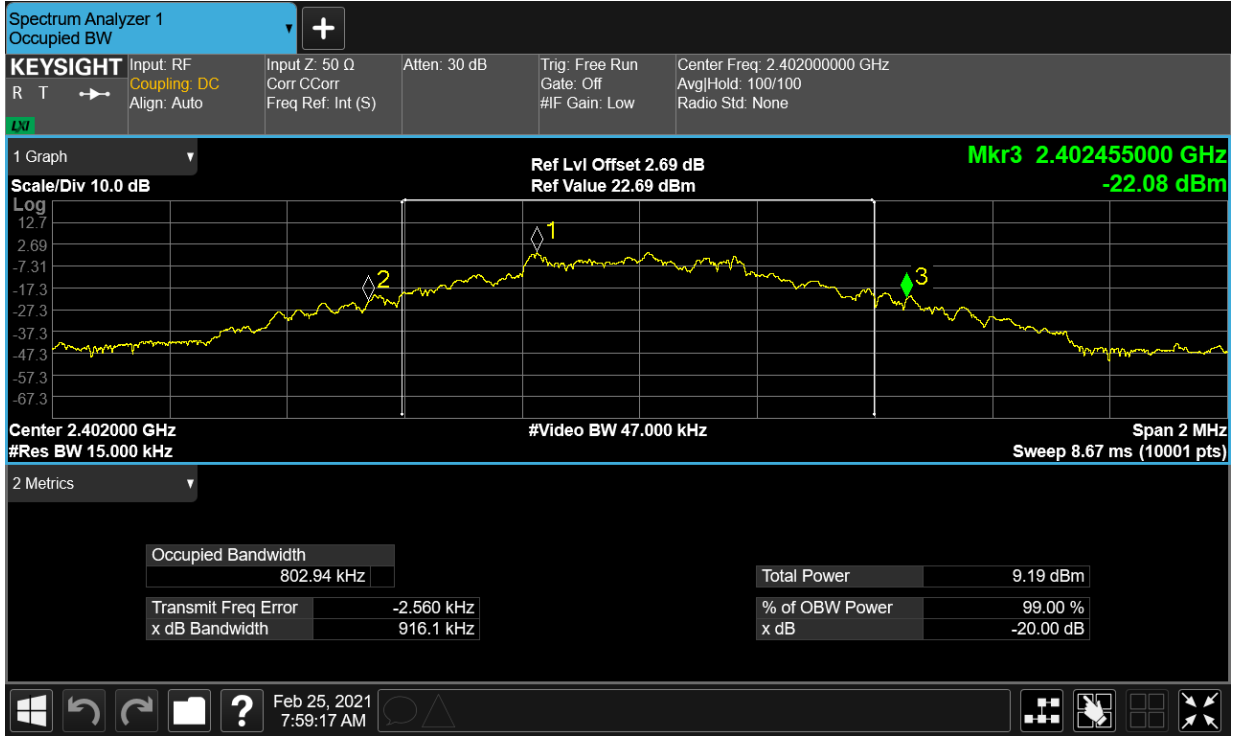 Spectrum Analyzer 1
Occupied BW
KEYSIGHT
R T
LXI
Input: RF
Coupling: DC
Align: Auto
Input Z: 50 Ω
Corr CCorr
Freq Ref: Int (S)
Atten: 30 dB
Trig: Free Run
Gate: Off
#IF Gain: Low
Center Freq: 2.402000000 GHz
Avg|Hold: 100/100
Radio Std: None
1 Graph
Scale/Div 10.0 dB
Ref Lvl Offset 2.69 dB
Ref Value 22.69 dBm
Mkr3 2.402455000 GHz
-22.08 dBm
Log
12.7
2.69
-7.31
-17.3
-27.3
-37.3
-47.3
-57.3
-67.3
1
2
3
Center 2.402000 GHz
#Video BW 47.000 kHz
Span 2 MHz
#Res BW 15.000 kHz
Sweep 8.67 ms (10001 pts)
2 Metrics
Occupied Bandwidth
802.94 kHz
Total Power 9.19 dBm
Transmit Freq Error -2.560 kHz
% of OBW Power 99.00 %
x dB Bandwidth 916.1 kHz
x dB -20.00 dB
?
Feb 25, 2021
7:59:17 AM